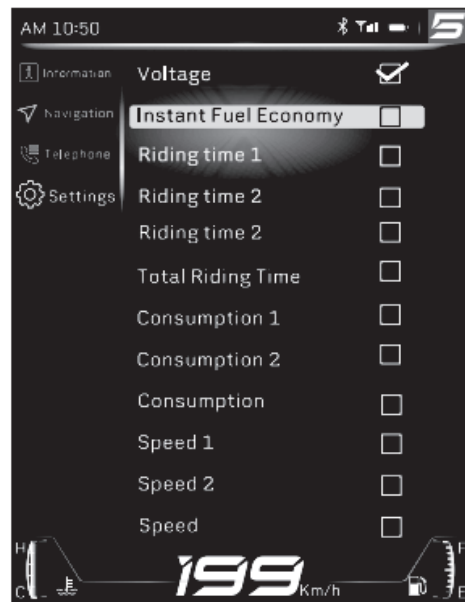 AM 10:50
5
Information
Voltage
Navigation
Instant Fuel Economy
Telephone
Riding time 1
Settings
Riding time 2
Riding time 2
Total Riding Time
Consumption 1
Consumption 2
Consumption
Speed 1
Speed 2
Speed
H
F
199 Km/h
C
E